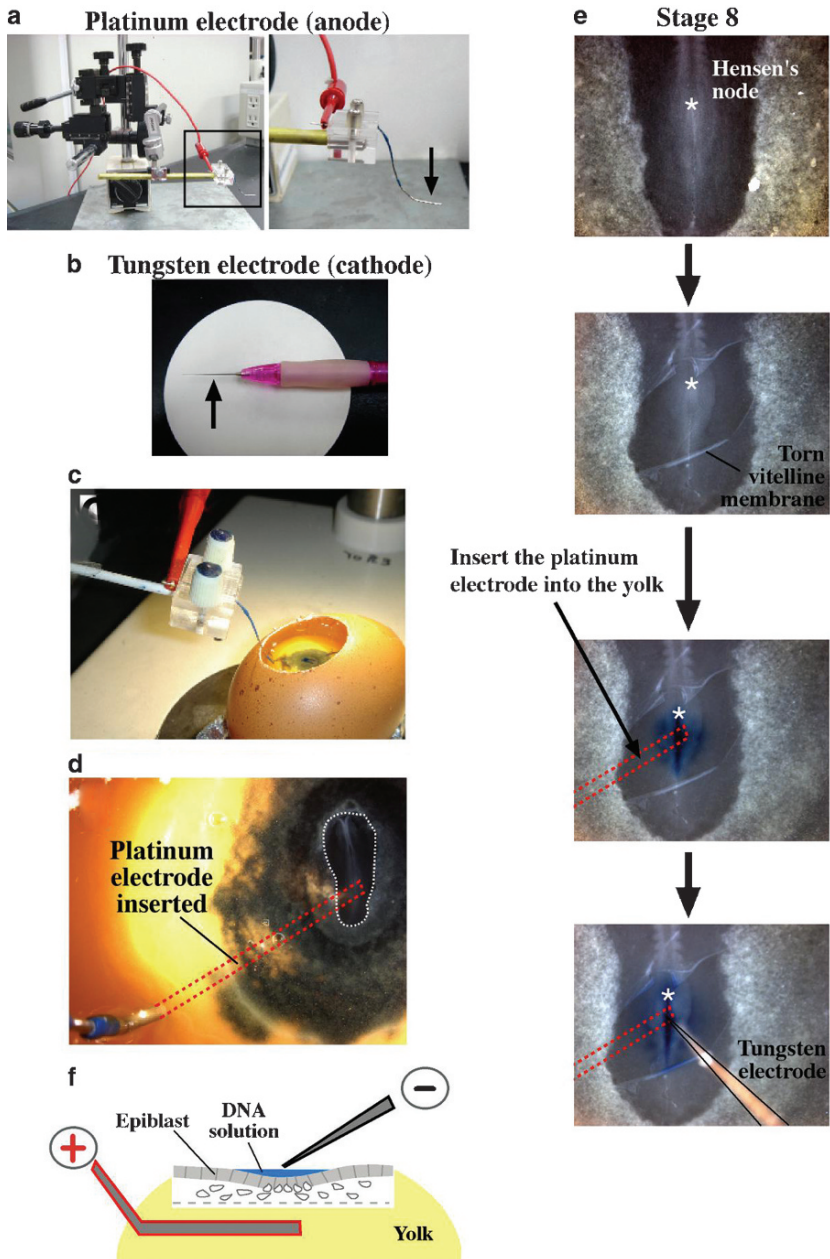 a
Platinum electrode (anode)
b
Tungsten electrode (cathode)
c
d
Platinum
electrode
inserted
f
Epiblast
DNA
solution
Yolk
+
−
e
Stage 8
Hensen's
node
*
*
Torn
vitelline
membrane
Insert the platinum
electrode into the yolk
*
*
Tungsten
electrode